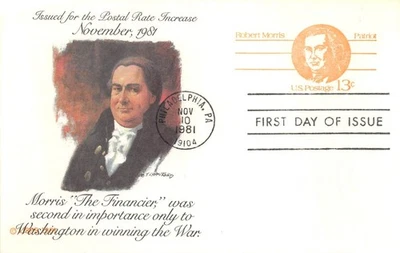 Issued for the Postal Rate Increase
November, 1981
Robert Morris Patriot
U.S. Postage 13¢
PHILADELPHIA, PA
NOV
10
1981
19104
FIRST DAY OF ISSUE
Morris "The Financier," was
second in importance only to
Washington in winning the War.